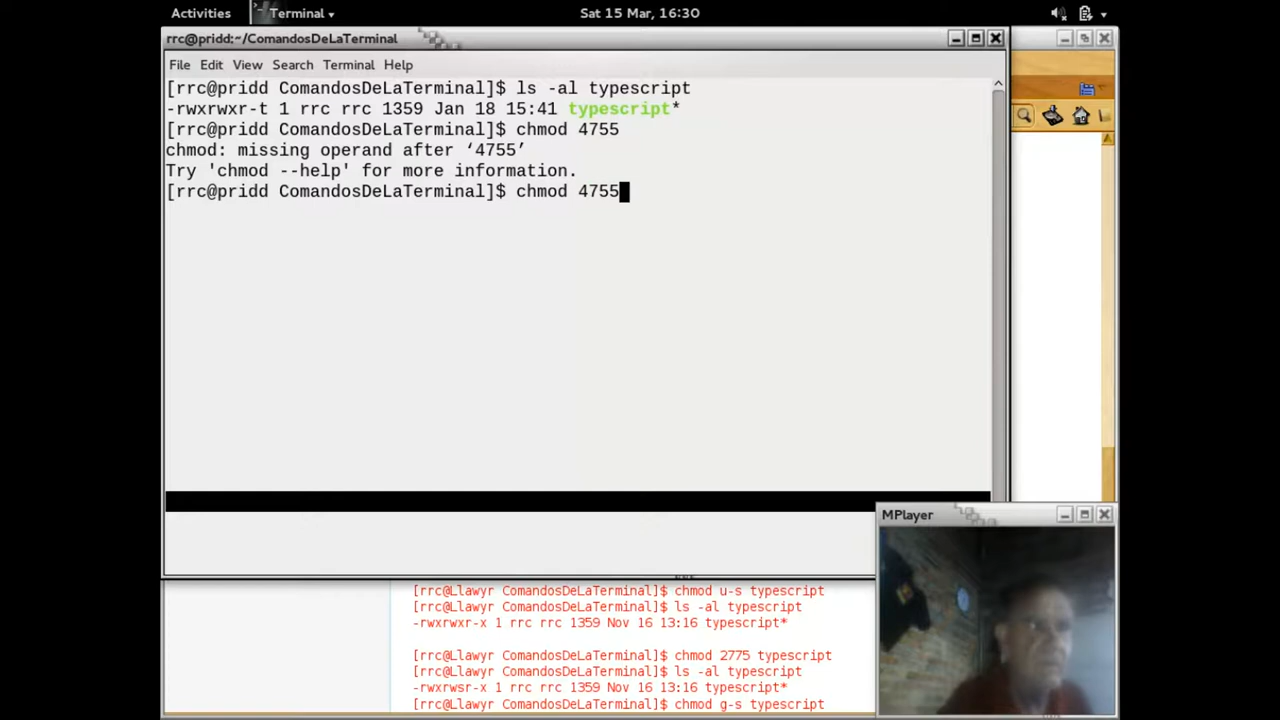 Activities Terminal Sat 15 Mar, 16:30
rrc@pridd:~/ComandosDeLaTerminal
File Edit View Search Terminal Help
[rrc@pridd ComandosDeLaTerminal]$ ls -al typescript
-rwxrwxr-t 1 rrc rrc 1359 Jan 18 15:41 typescript*
[rrc@pridd ComandosDeLaTerminal]$ chmod 4755
chmod: missing operand after ‘4755’
Try 'chmod --help' for more information.
[rrc@pridd ComandosDeLaTerminal]$ chmod 4755
MPlayer
[rrc@Llawyr ComandosDeLaTerminal]$ chmod u-s typescript
[rrc@Llawyr ComandosDeLaTerminal]$ ls -al typescript
-rwxrwxr-x 1 rrc rrc 1359 Nov 16 13:16 typescript*
[rrc@Llawyr ComandosDeLaTerminal]$ chmod 2775 typescript
[rrc@Llawyr ComandosDeLaTerminal]$ ls -al typescript
-rwxrwsr-x 1 rrc rrc 1359 Nov 16 13:16 typescript*
[rrc@Llawyr ComandosDeLaTerminal]$ chmod g-s typescript